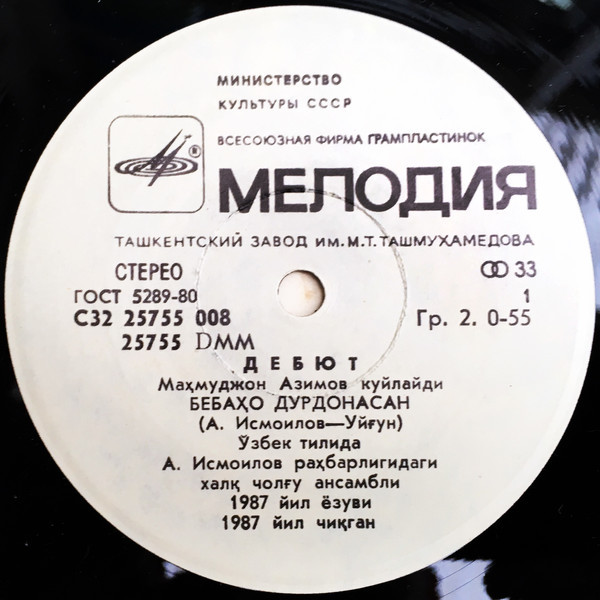 МИНИСТЕРСТВО
КУЛЬТУРЫ СССР
ВСЕСОЮЗНАЯ ФИРМА ГРАМПЛАСТИНОК
®
МЕЛОДИЯ
ТАШКЕНТСКИЙ ЗАВОД ИМ. М.Т. ТАШМУХАМЕДОВА
СТЕРЕО 33
ГОСТ 5289-80 1
С32 25755 008 Гр. 2. 0-55
25755 DMM
ДЕБЮТ
Маҳмуджон Азимов куйлайди
БЕБАҲО ДУРДОНАСАН
(А. Исмоилов—Уйғун)
Ўзбек тилида
А. Исмоилов раҳбарлигидаги
халқ чолғу ансамбли
1987 йил ёзуви
1987 йил чиқган